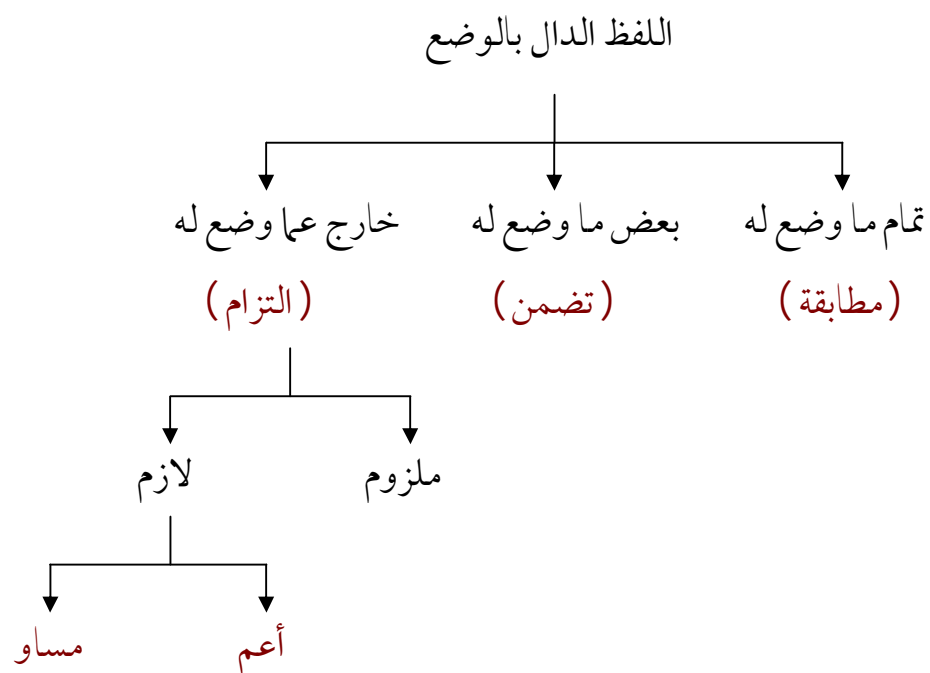 اللفظ الدال بالوضع
تمام ما وضع له بعض ما وضع له خارج عما وضع له
(مطابقة) (تضمن) (التزام)
ملزوم لازم
أعم مساو